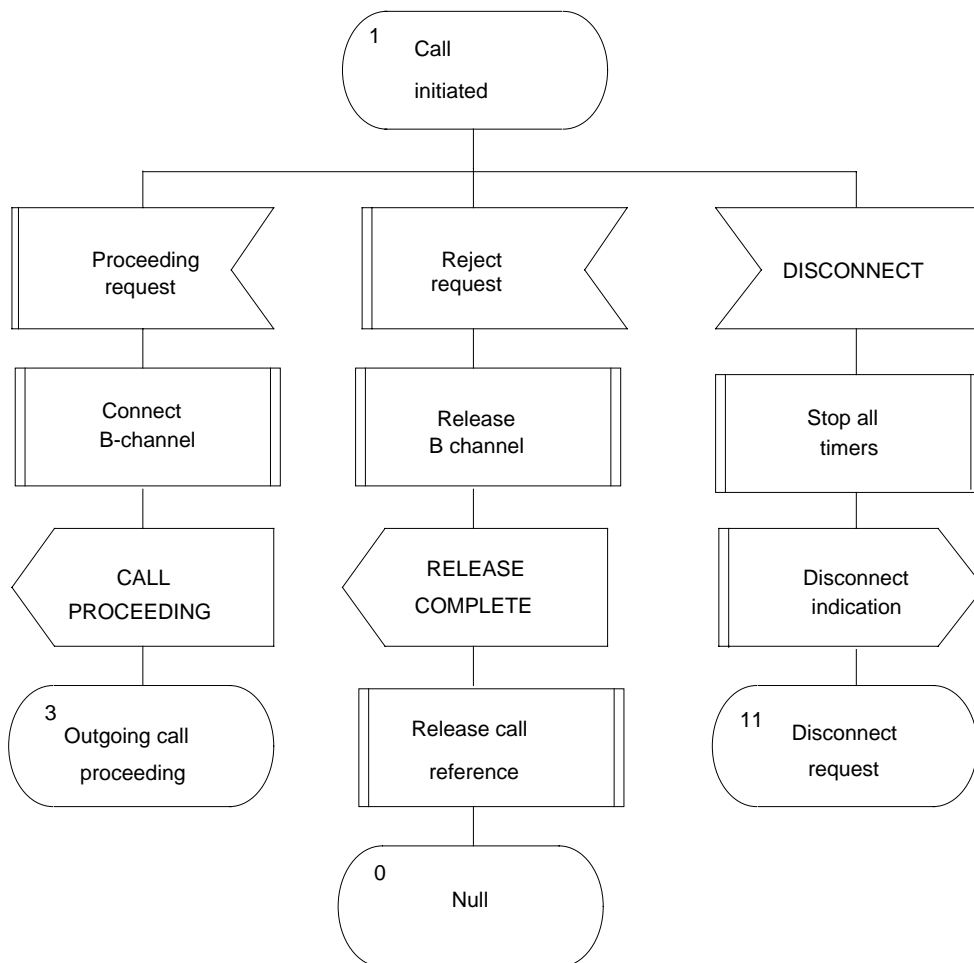 1
Call
initiated
Proceeding
request
Reject
request
DISCONNECT
Connect
B-channel
Release
B channel
Stop all
timers
CALL
PROCEEDING
RELEASE
COMPLETE
Disconnect
indication
3
Outgoing call
proceeding
Release call
reference
11
Disconnect
request
0
Null